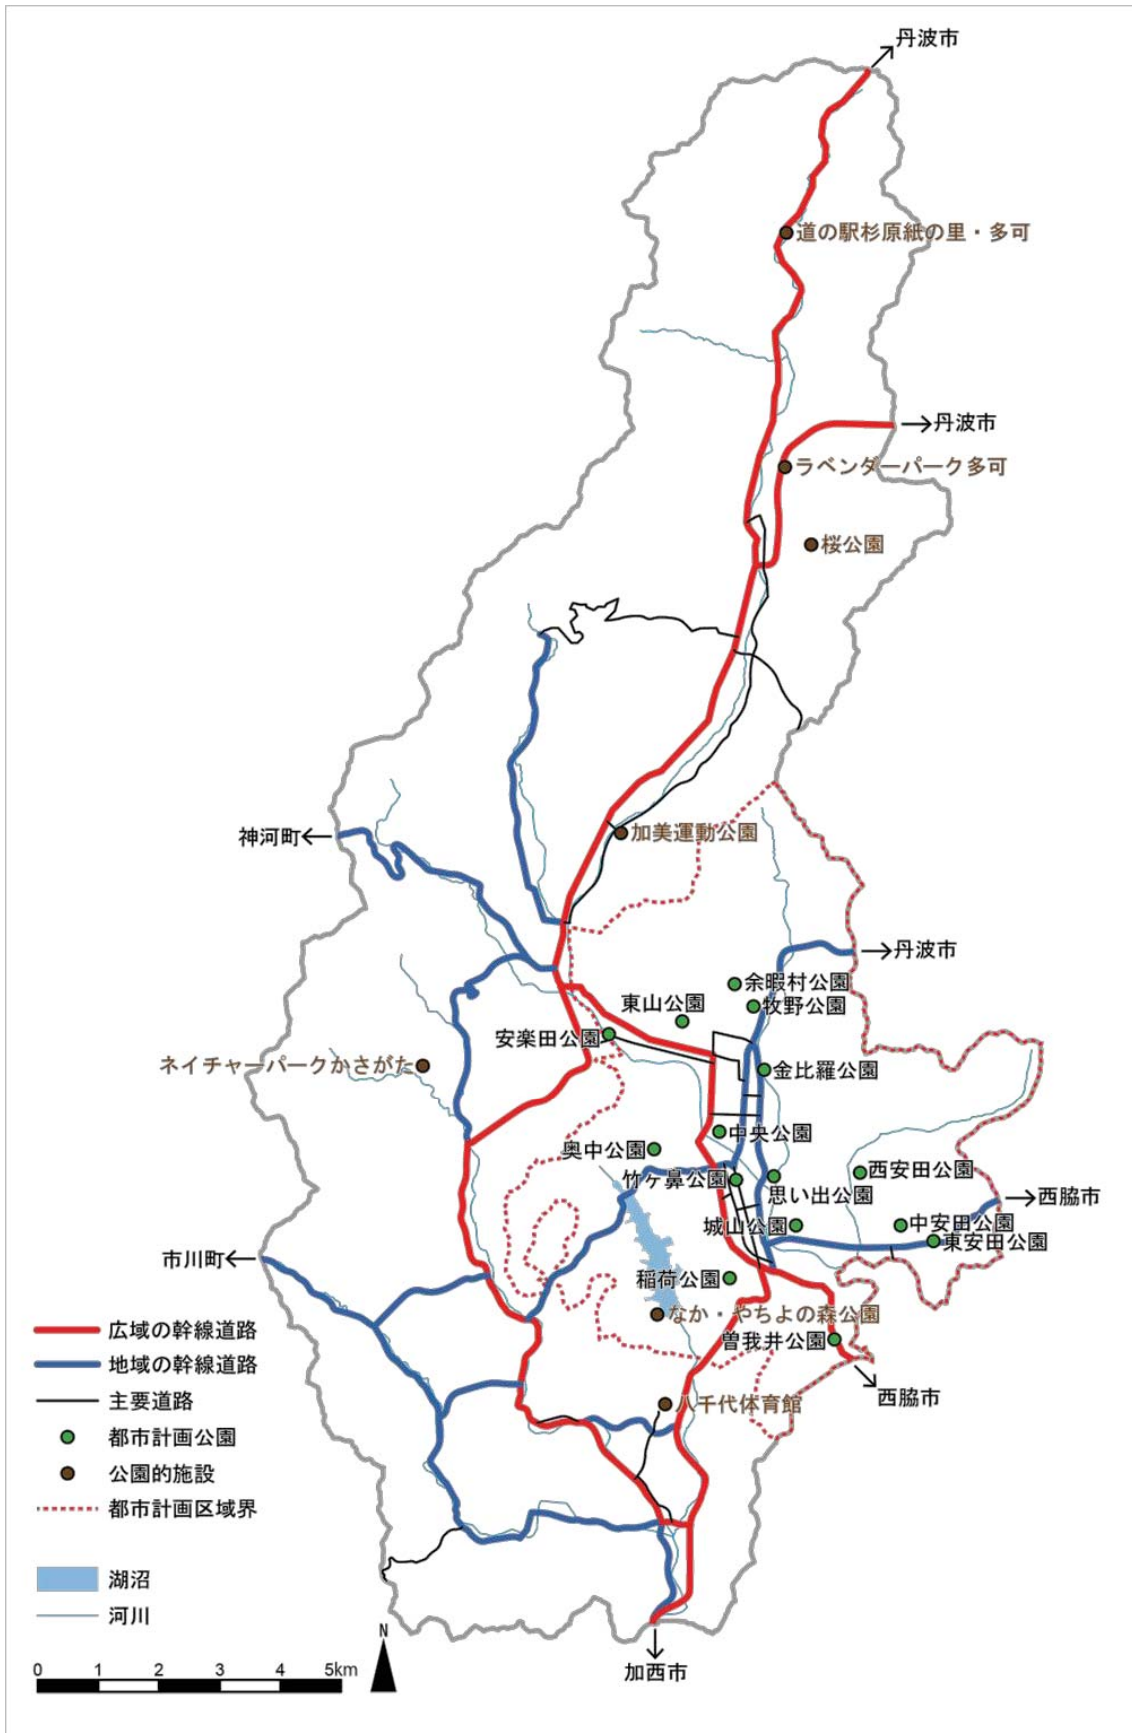 丹波市
道の駅杉原紙の里・多可
丹波市
ラベンダーパーク多可
桜公園
加美運動公園
神河町
丹波市
余暇村公園
牧野公園
東山公園
安楽田公園
ネイチャーパークかさがた
金比羅公園
中央公園
奥中公園
竹ヶ鼻公園
西安田公園
思い出公園
西脇市
城山公園
中安田公園
東安田公園
市川町
稲荷公園
なか・やちよの森公園
曽我井公園
西脇市
八千代体育館
広域の幹線道路
地域の幹線道路
主要道路
都市計画公園
公園的施設
都市計画区域界
湖沼
河川
N
0 1 2 3 4 5km
加西市